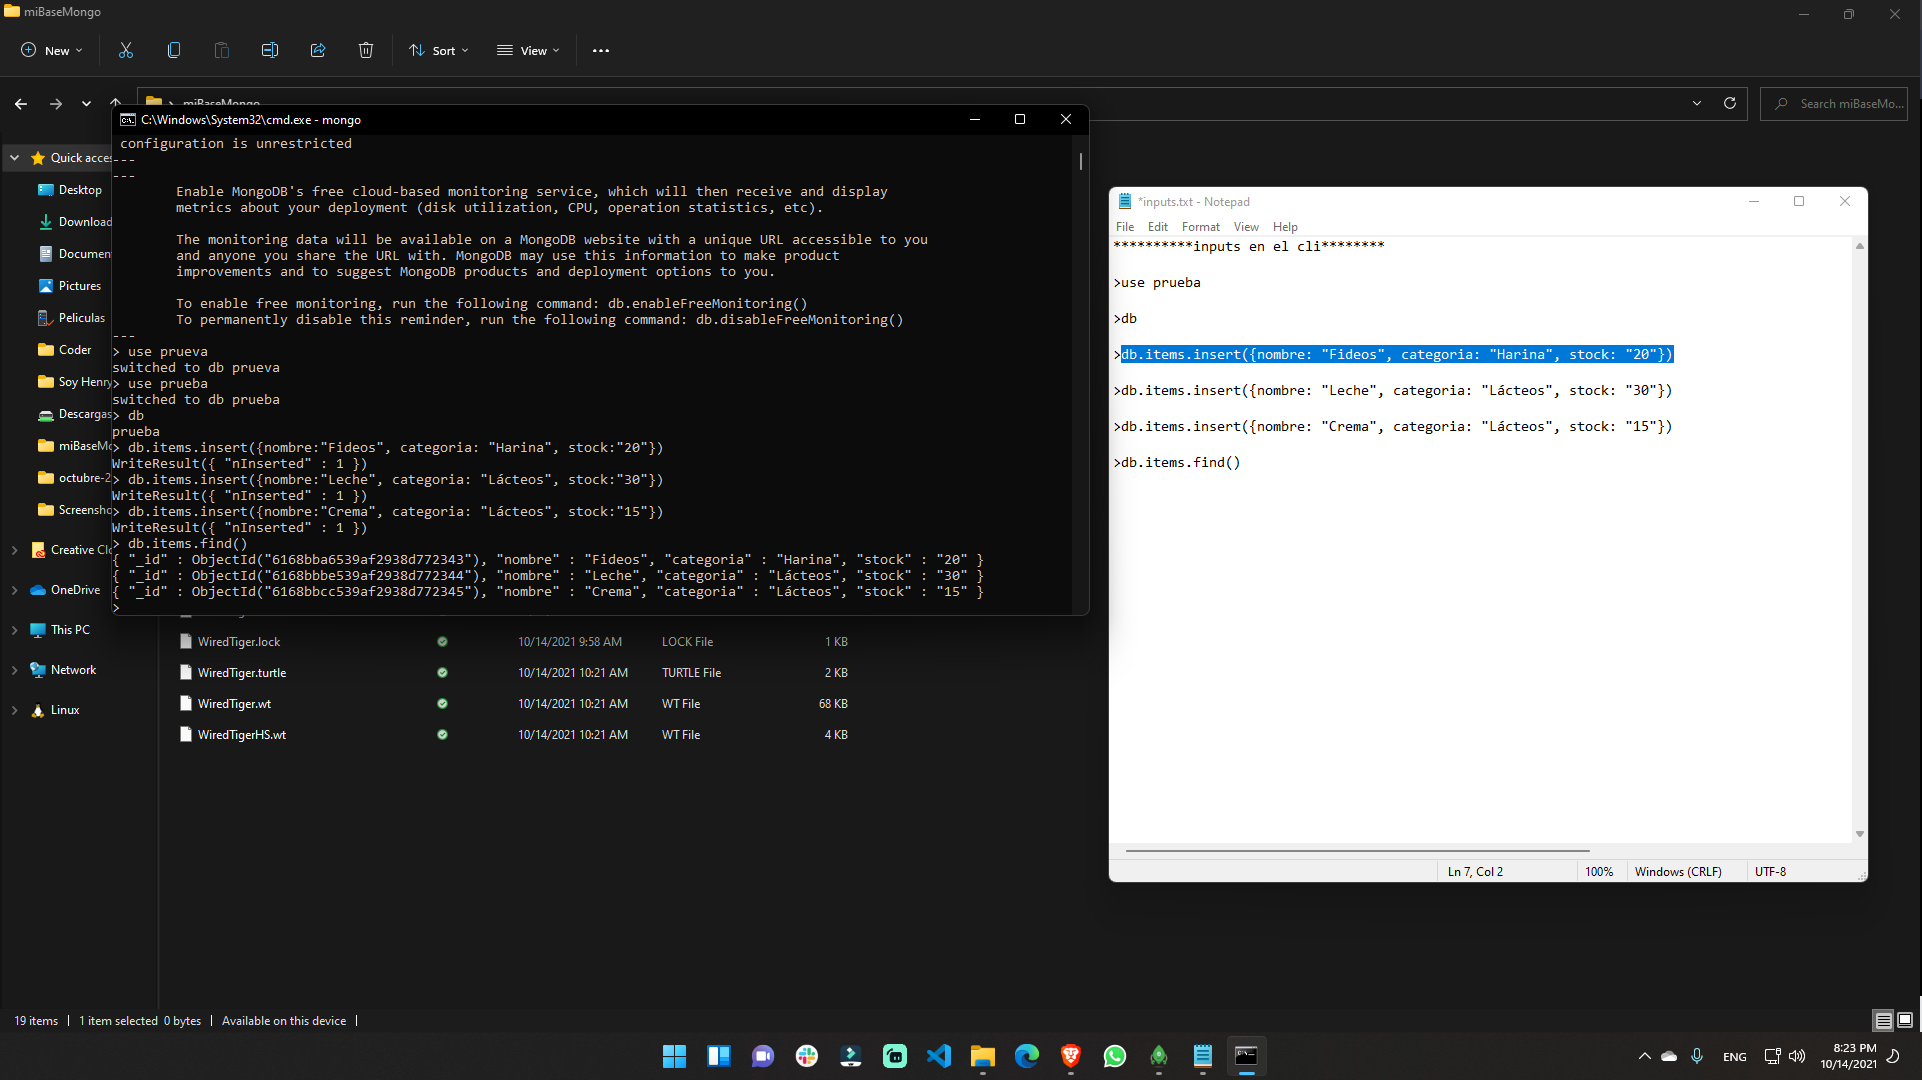 miBaseMongo
New
Sort
View
miBaseMongo
Search miBaseMo...
C:\Windows\System32\cmd.exe - mongo
configuration is unrestricted
---
---
Enable MongoDB's free cloud-based monitoring service, which will then receive and display
metrics about your deployment (disk utilization, CPU, operation statistics, etc).
The monitoring data will be available on a MongoDB website with a unique URL accessible to you
and anyone you share the URL with. MongoDB may use this information to make product
improvements and to suggest MongoDB products and deployment options to you.
To enable free monitoring, run the following command: db.enableFreeMonitoring()
To permanently disable this reminder, run the following command: db.disableFreeMonitoring()
---
> use prueva
switched to db prueva
> use prueba
switched to db prueba
> db
prueba
> db.items.insert({nombre:"Fideos", categoria: "Harina", stock:"20"})
WriteResult({ "nInserted" : 1 })
> db.items.insert({nombre:"Leche", categoria: "Lácteos", stock:"30"})
WriteResult({ "nInserted" : 1 })
> db.items.insert({nombre:"Crema", categoria: "Lácteos", stock:"15"})
WriteResult({ "nInserted" : 1 })
> db.items.find()
{ "_id" : ObjectId("6168bba6539af2938d772343"), "nombre" : "Fideos", "categoria" : "Harina", "stock" : "20" }
{ "_id" : ObjectId("6168bbbe539af2938d772344"), "nombre" : "Leche", "categoria" : "Lácteos", "stock" : "30" }
{ "_id" : ObjectId("6168bbcc539af2938d772345"), "nombre" : "Crema", "categoria" : "Lácteos", "stock" : "15" }
>
Quick acces
Desktop
Download
Documen
Pictures
Peliculas
Coder
Soy Henry
Descargas
miBaseMo
octubre-2
Screensho
Creative Clo
OneDrive
This PC
Network
Linux
WiredTiger.lock 10/14/2021 9:58 AM LOCK File 1 KB
WiredTiger.turtle 10/14/2021 10:21 AM TURTLE File 2 KB
WiredTiger.wt 10/14/2021 10:21 AM WT File 68 KB
WiredTigerHS.wt 10/14/2021 10:21 AM WT File 4 KB
*inputs.txt - Notepad
File Edit Format View Help
**********inputs en el cli********
>use prueba
>db
>db.items.insert({nombre: "Fideos", categoria: "Harina", stock: "20"})
>db.items.insert({nombre: "Leche", categoria: "Lácteos", stock: "30"})
>db.items.insert({nombre: "Crema", categoria: "Lácteos", stock: "15"})
>db.items.find()
Ln 7, Col 2 100% Windows (CRLF) UTF-8
19 items 1 item selected 0 bytes Available on this device
ENG
8:23 PM
10/14/2021